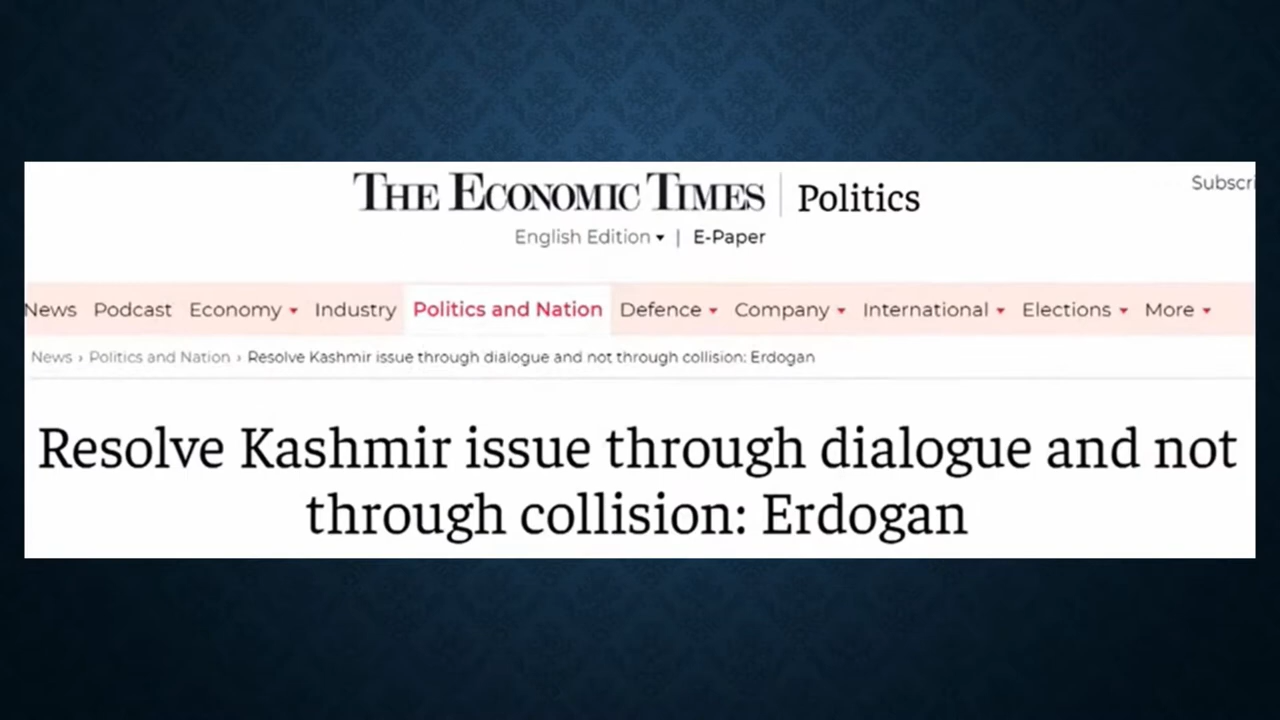 THE ECONOMIC TIMES | Politics
Subscri
English Edition | E-Paper
News Podcast Economy Industry Politics and Nation Defence Company International Elections More
News › Politics and Nation › Resolve Kashmir issue through dialogue and not through collision: Erdogan
Resolve Kashmir issue through dialogue and not
through collision: Erdogan